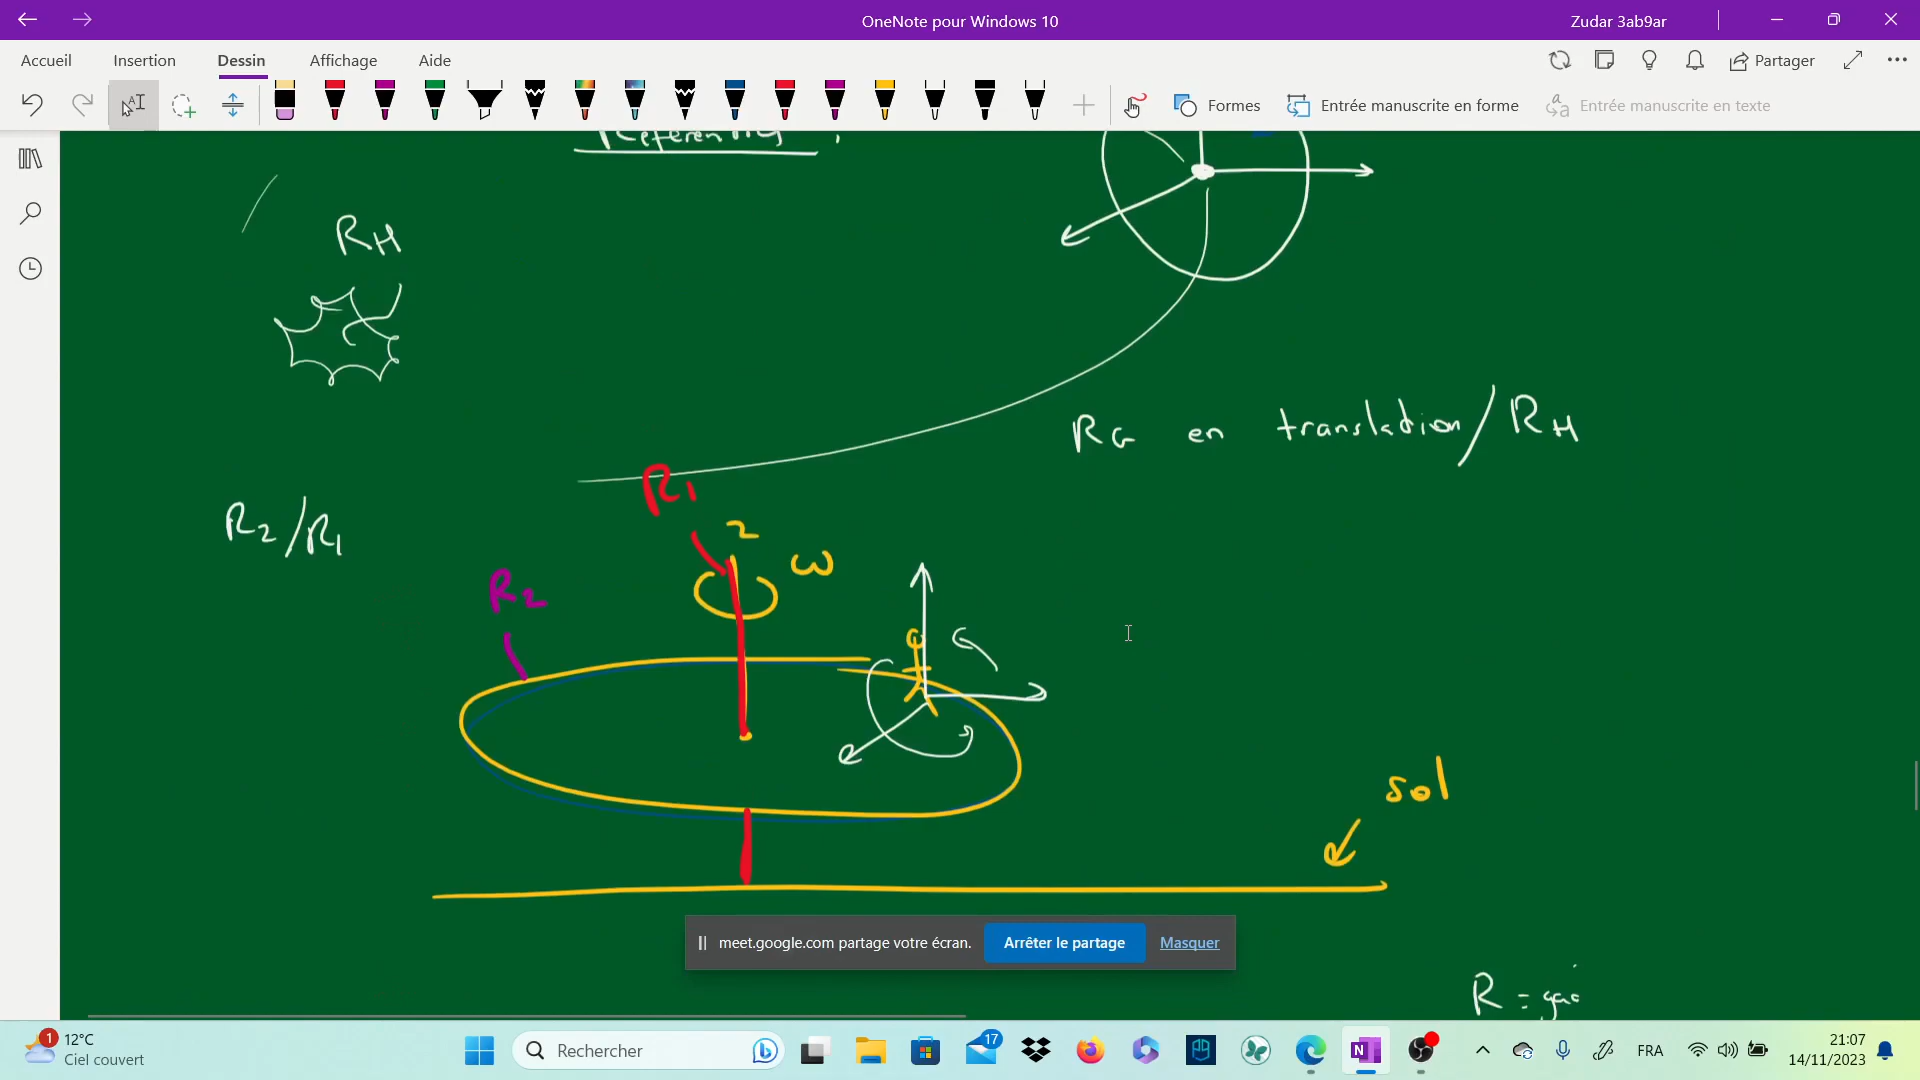 OneNote pour Windows 10
Zudar 3ab9ar
Accueil
Insertion
Dessin
Affichage
Aide
Partager
Formes
Entrée manuscrite en forme
Entrée manuscrite en texte
RH
RG en translation/RH
R1
R2/R1
z
ω
R2
sol
meet.google.com partage votre écran.
Arrêter le partage
Masquer
R =
1
12°C
Ciel couvert
Rechercher
17
FRA
21:07
14/11/2023